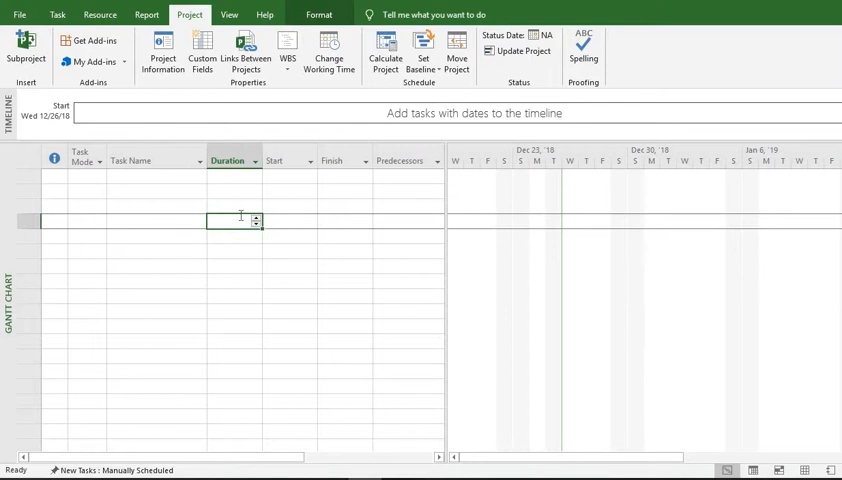 File Task Resource Report Project View Help Format Tell me what you want to do
Subproject
Get Add-ins
My Add-ins
Project
Information
Custom
Fields
Links Between
Projects
WBS
Change
Working Time
Calculate
Project
Set
Baseline
Move
Project
Status Date: NA
Update Project
ABC
Spelling
Insert Add-ins Properties Schedule Status Proofing
TIMELINE
Start
Wed 12/26/18
Add tasks with dates to the timeline
Task
Mode
Task Name
Duration
Start
Finish
Predecessors
Dec 23, '18 Dec 30, '18 Jan 6, '19
W T F S S M T W T F S S M T W T F S S M T W T F
GANTT CHART
Ready New Tasks : Manually Scheduled